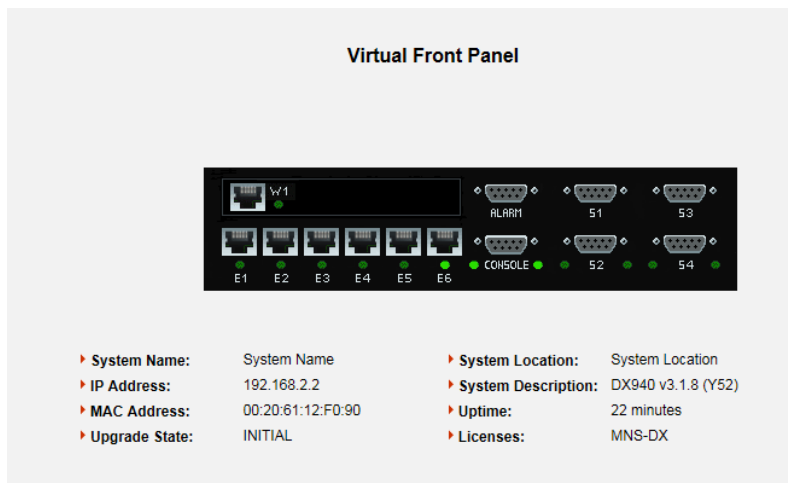 Virtual Front Panel
W1
ALARM S1 S3
E1 E2 E3 E4 E5 E6 CONSOLE S2 S4
System Name: System Name System Location: System Location
IP Address: 192.168.2.2 System Description: DX940 v3.1.8 (Y52)
MAC Address: 00:20:61:12:F0:90 Uptime: 22 minutes
Upgrade State: INITIAL Licenses: MNS-DX